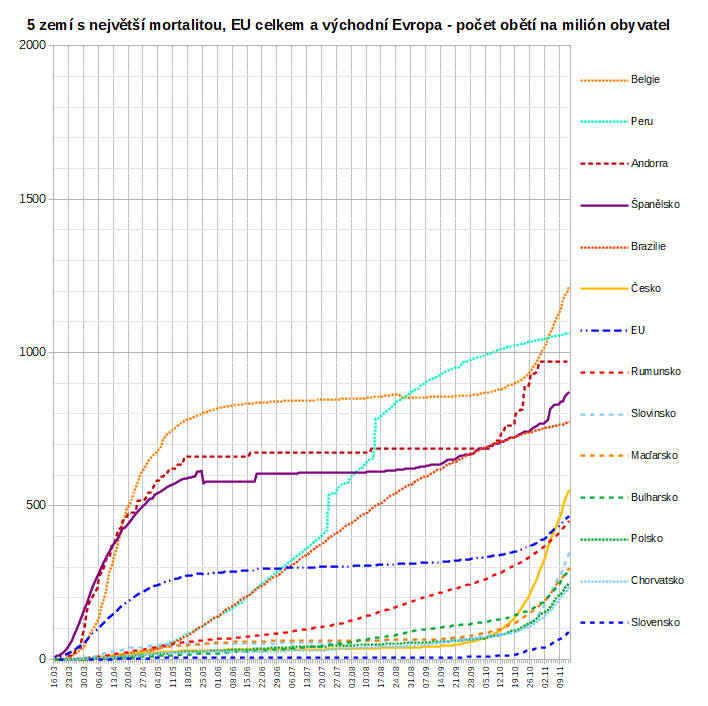 5 zemí s největší mortalitou, EU celkem a východní Evropa - počet obětí na milión obyvatel
2000
1500
1000
500
0
Belgie
Peru
Andorra
Španělsko
Brazilie
Česko
EU
Rumunsko
Slovinsko
Maďarsko
Bulharsko
Polsko
Chorvatsko
Slovensko
16.03
23.03
30.03
06.04
13.04
20.04
27.04
04.05
11.05
18.05
25.05
01.06
08.06
15.06
22.06
29.06
06.07
13.07
20.07
27.07
03.08
10.08
17.08
24.08
31.08
07.09
14.09
21.09
28.09
05.10
12.10
19.10
26.10
02.11
09.11